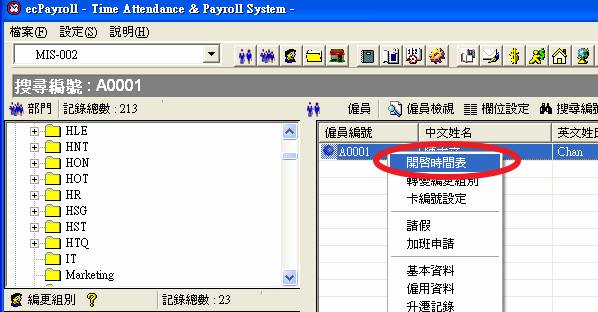 ecPayroll - Time Attendance & Payroll System -
檔案(F) 設定(S) 說明(H)
MIS-002
搜尋編號 : A0001
部門 記錄總數 : 213
HLE
HNT
HON
HOT
HR
HSG
HST
HTQ
IT
Marketing
編更組別 記錄總數 : 23
僱員 僱員檢視 欄位設定 搜尋編號
僱員編號 中文姓名 英文姓氏
A0001 Chan
開啓時間表
轉變編更組別
卡編號設定
請假
加班申請
基本資料
僱用資料
升遷記錄